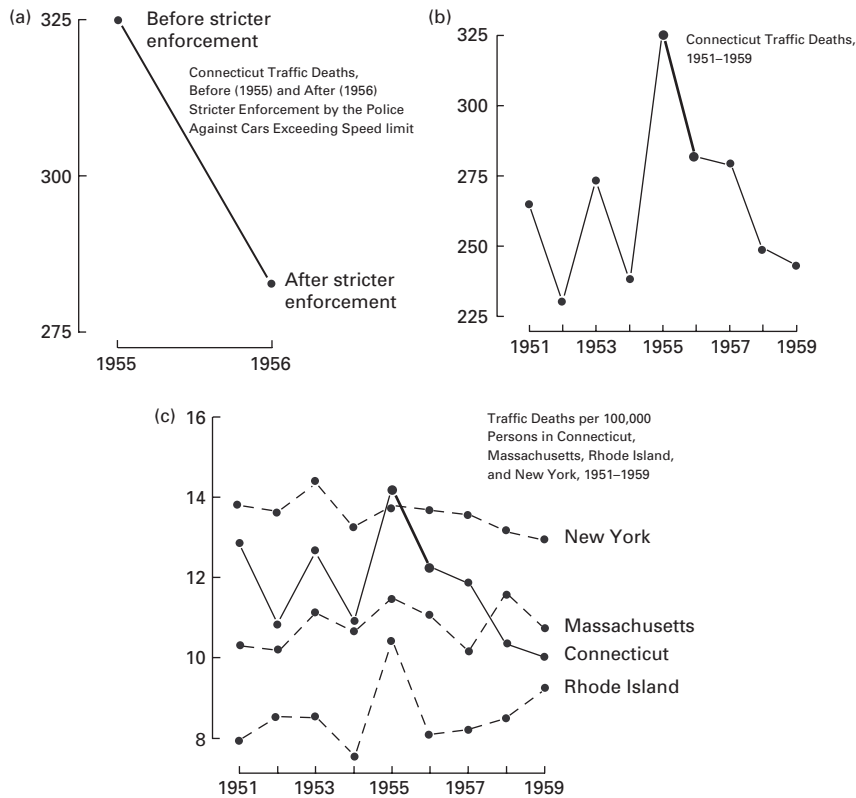 (a)
325
300
275
1955
1956
Before stricter
enforcement
Connecticut Traffic Deaths,
Before (1955) and After (1956)
Stricter Enforcement by the Police
Against Cars Exceeding Speed limit
After stricter
enforcement
(b)
325
300
275
250
225
1951
1953
1955
1957
1959
Connecticut Traffic Deaths,
1951–1959
(c)
16
14
12
10
8
1951
1953
1955
1957
1959
Traffic Deaths per 100,000
Persons in Connecticut,
Massachusetts, Rhode Island,
and New York, 1951–1959
New York
Massachusetts
Connecticut
Rhode Island